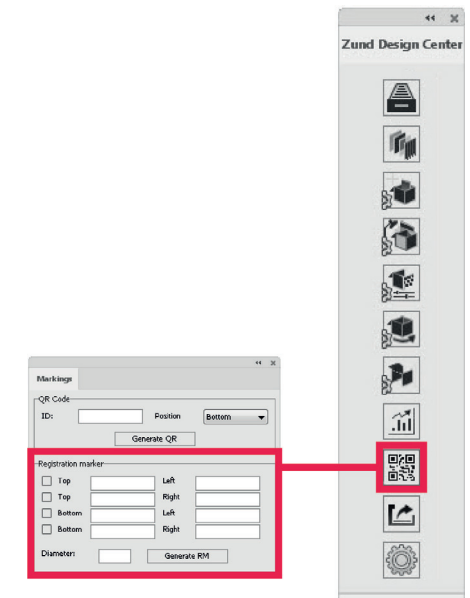 Zund Design Center
Markings
QR Code
ID: Position Bottom
Generate QR
Registration marker
Top Left
Top Right
Bottom Left
Bottom Right
Diameter: Generate RM